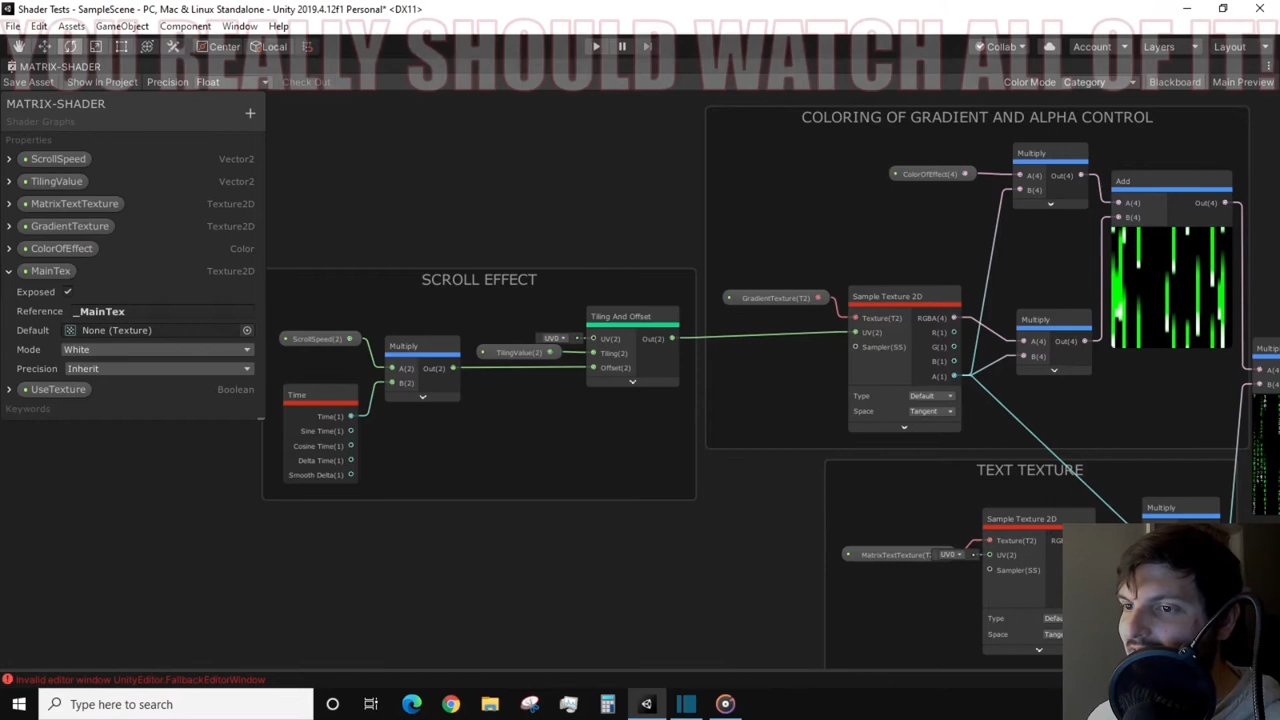 Shader Tests - SampleScene - PC, Mac & Linux Standalone - Unity 2019.4.12f1 Personal* <DX11>
File Edit Assets GameObject Component Window Help
YOU REALLY SHOULD WATCH ALL OF IT!
Center Local Collab Account Layers Layout
MATRIX-SHADER
Save Asset Show In Project Precision Float Check Out Color Mode Category Blackboard Main Preview
MATRIX-SHADER
Shader Graphs
Properties
ScrollSpeed Vector2
TilingValue Vector2
MatrixTextTexture Texture2D
GradientTexture Texture2D
ColorOfEffect Color
MainTex Texture2D
Exposed
Reference _MainTex
Default None (Texture)
Mode White
Precision Inherit
UseTexture Boolean
Keywords
SCROLL EFFECT
ScrollSpeed(2)
Multiply
A(2) Out(2)
B(2)
Time
Time(1)
Sine Time(1)
Cosine Time(1)
Delta Time(1)
Smooth Delta(1)
UV0
TilingValue(2)
Tiling And Offset
UV(2) Out(2)
Tiling(2)
Offset(2)
COLORING OF GRADIENT AND ALPHA CONTROL
ColorOfEffect(4)
Multiply
A(4) Out(4)
B(4)
Add
A(4) Out(4)
B(4)
GradientTexture(T2)
Sample Texture 2D
Texture(T2) RGBA(4)
UV(2) R(1)
Sampler(SS) G(1)
B(1)
A(1)
Type Default
Space Tangent
Multiply
A(4) Out(4)
B(4)
Multip
A(4)
B(4)
TEXT TEXTURE
MatrixTextTexture(T
UV0
Sample Texture 2D
Texture(T2) RG
UV(2)
Sampler(SS)
Type Defau
Space Tang
Multiply
Invalid editor window UnityEditor.FallbackEditorWindow
Type here to search